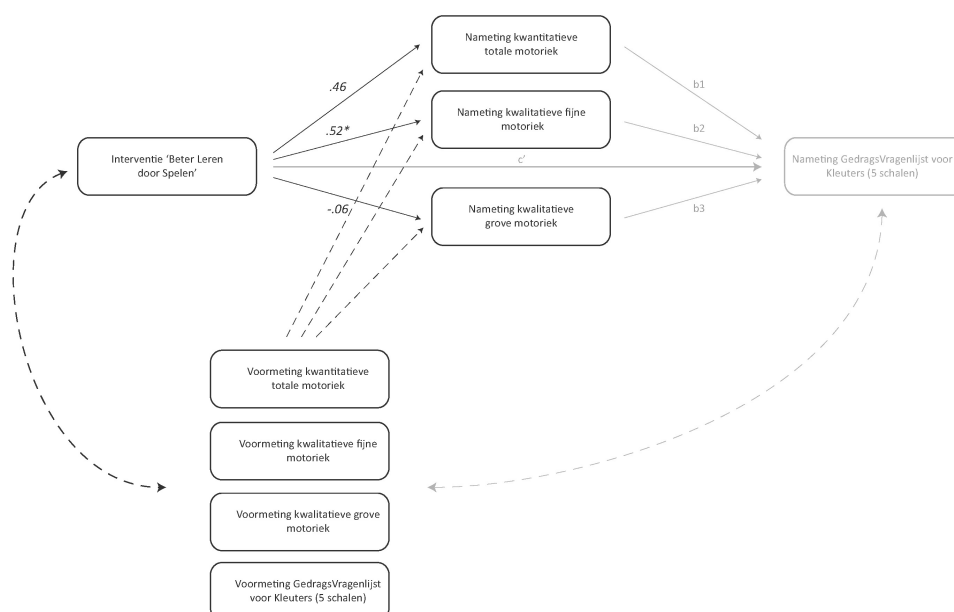 Nameting kwantitatieve
totale motoriek
.46
b1
Nameting kwalitatieve fijne
motoriek
.52*
b2
Interventie 'Beter Leren
door Spelen'
c'
Nameting GedragsVragenlijst voor
Kleuters (5 schalen)
-.06
Nameting kwalitatieve
grove motoriek
b3
Voormeting kwantitatieve
totale motoriek
Voormeting kwalitatieve fijne
motoriek
Voormeting kwalitatieve grove
motoriek
Voormeting GedragsVragenlijst
voor Kleuters (5 schalen)